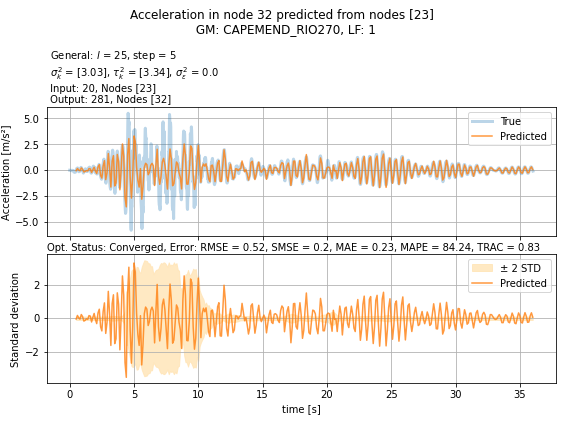 Acceleration in node 32 predicted from nodes [23]
GM: CAPEMEND_RIO270, LF: 1
General: l = 25, step = 5
σ²ₖ = [3.03], τ²ₖ = [3.34], σ²ε = 0.0
Input: 20, Nodes [23]
Output: 281, Nodes [32]
Acceleration [m/s²]
5.0
2.5
0.0
−2.5
−5.0
True
Predicted
Opt. Status: Converged, Error: RMSE = 0.52, SMSE = 0.2, MAE = 0.23, MAPE = 84.24, TRAC = 0.83
Standard deviation
2
0
−2
± 2 STD
Predicted
0 5 10 15 20 25 30 35
time [s]